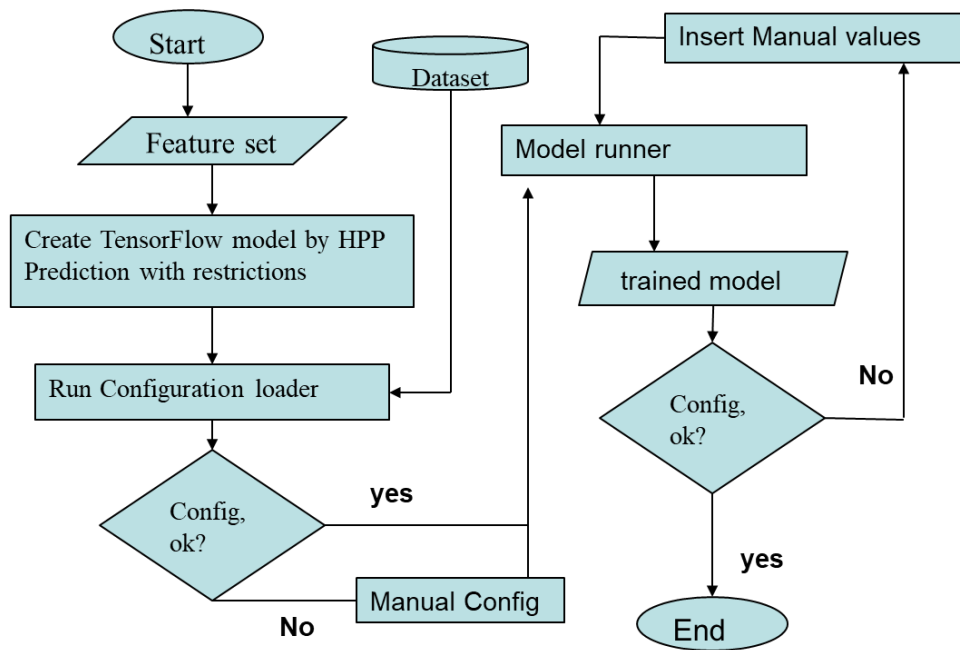 Start
Feature set
Create TensorFlow model by HPP
Prediction with restrictions
Dataset
Run Configuration loader
Config,
ok?
yes
No
Manual Config
Insert Manual values
Model runner
trained model
Config,
ok?
No
yes
End